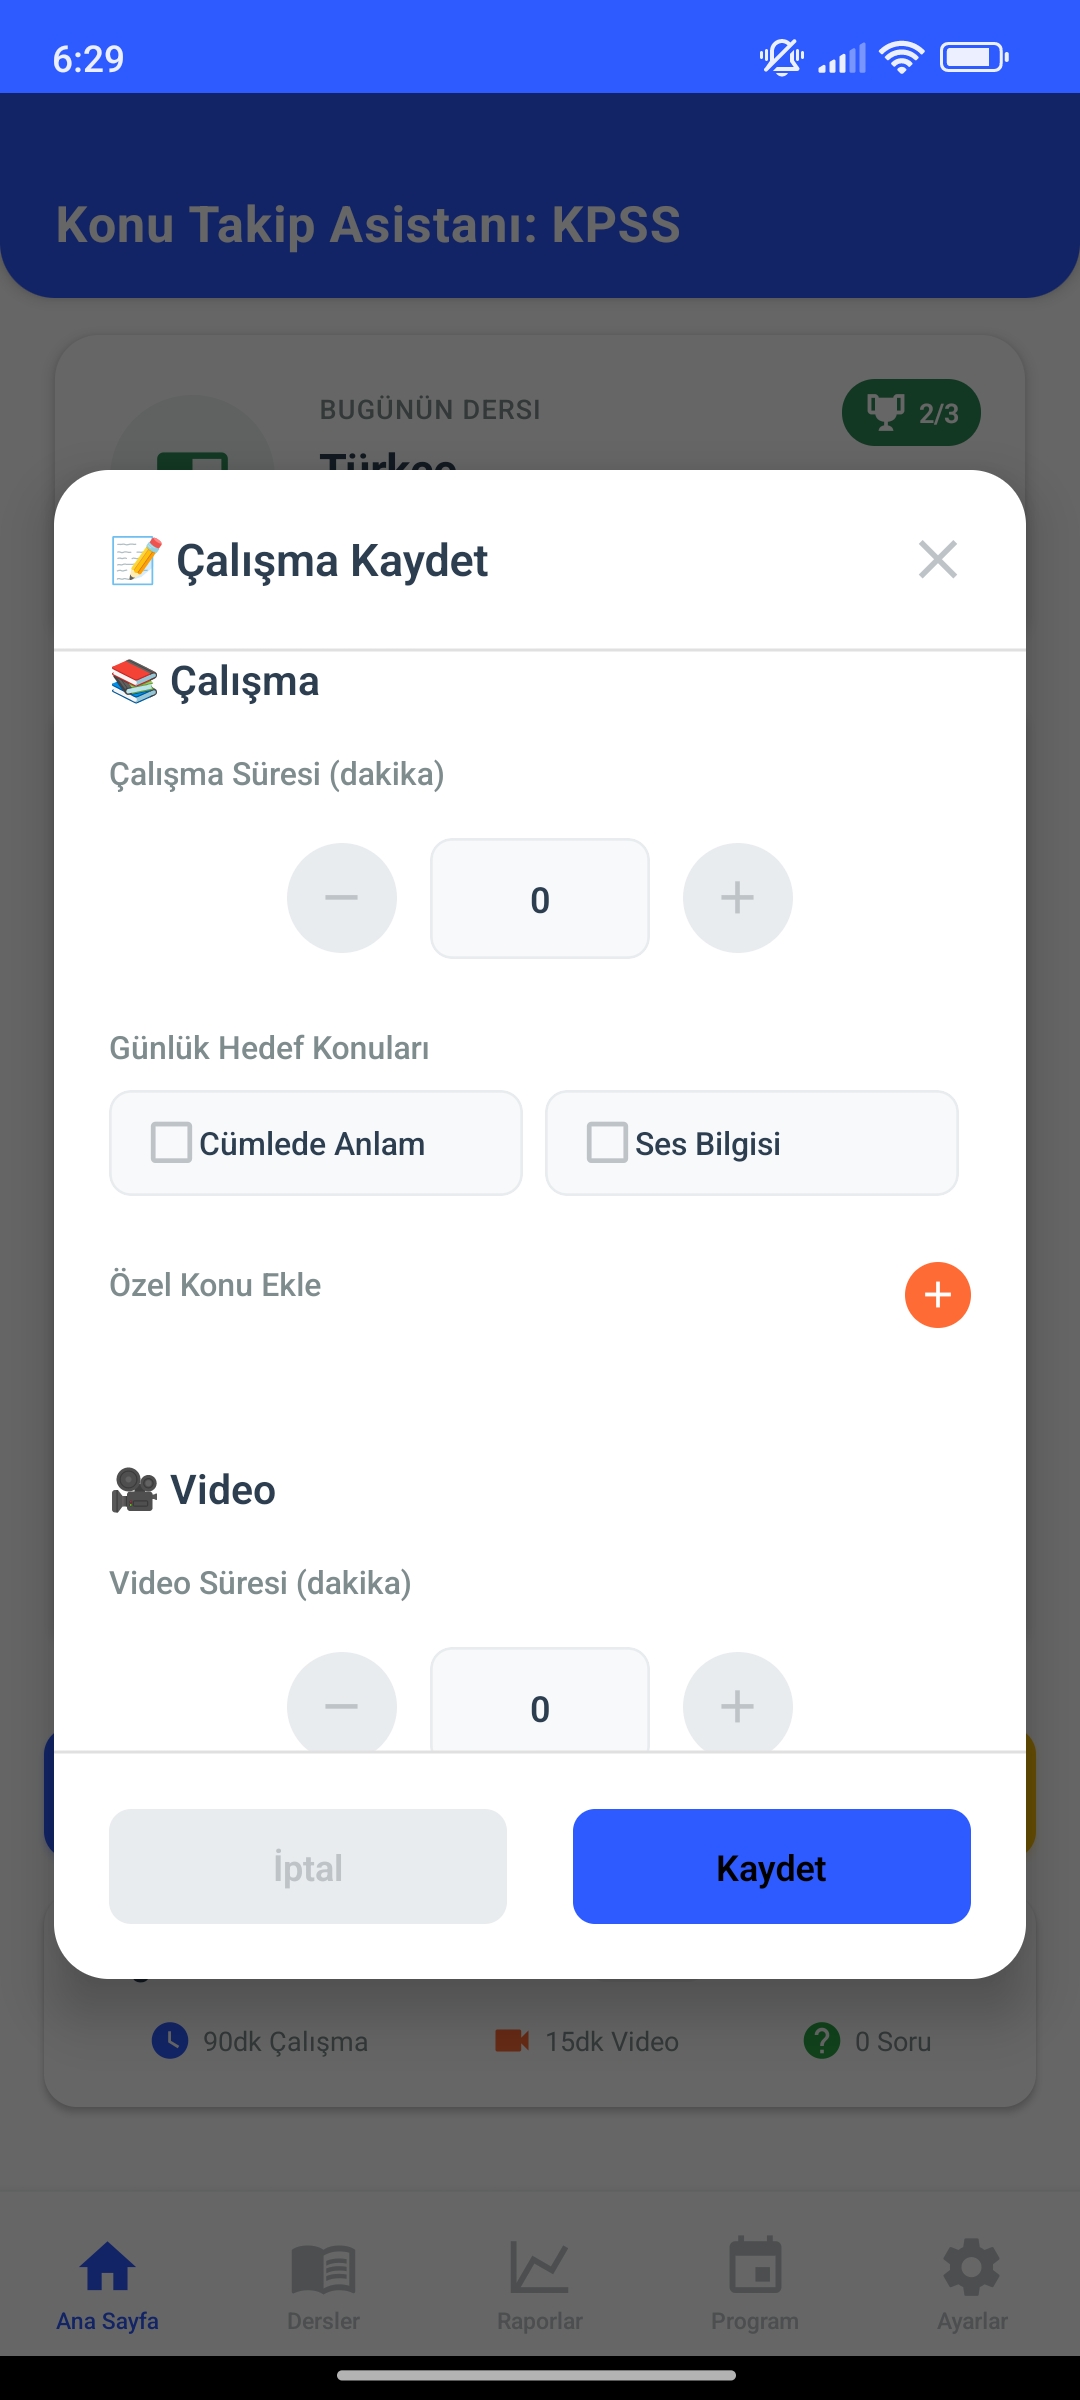 6:29
Konu Takip Asistanı: KPSS
BUGÜNÜN DERSI
2/3
Türkçe
Çalışma Kaydet
Çalışma
Çalışma Süresi (dakika)
0
Günlük Hedef Konuları
Cümlede Anlam
Ses Bilgisi
Özel Konu Ekle
Video
Video Süresi (dakika)
0
İptal
Kaydet
90dk Çalışma
15dk Video
0 Soru
Ana Sayfa
Dersler
Raporlar
Program
Ayarlar